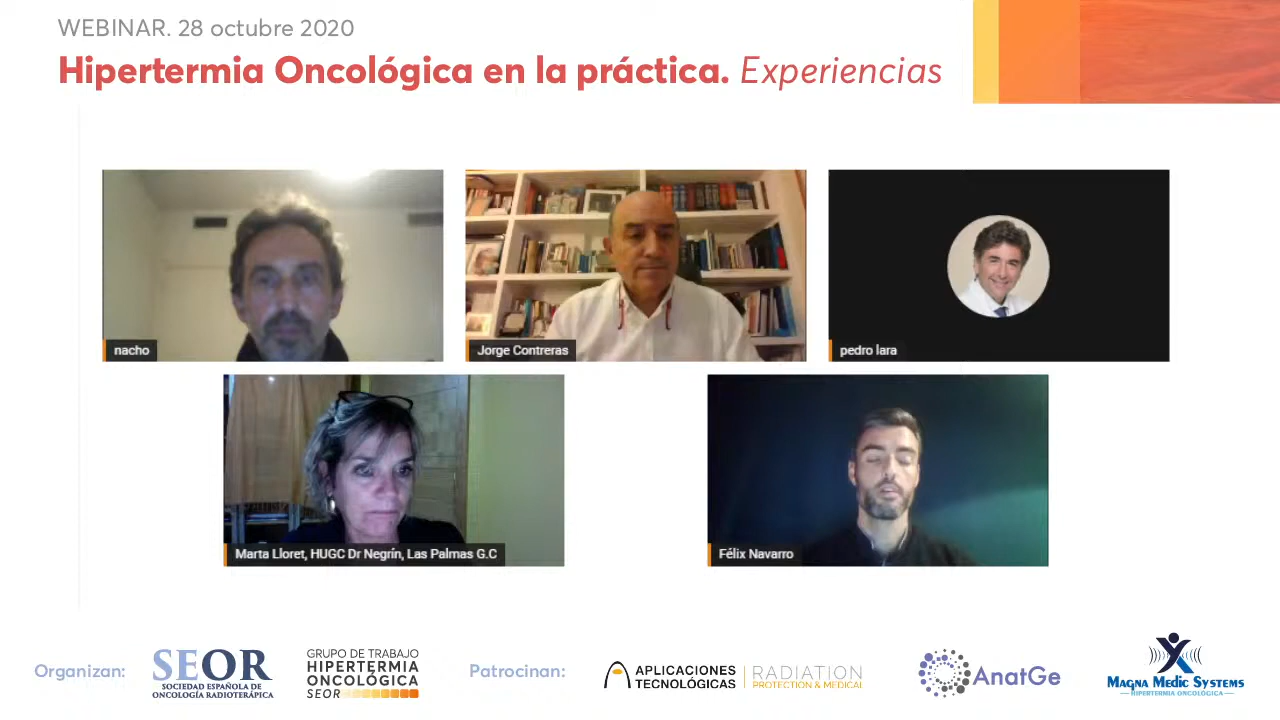 WEBINAR. 28 octubre 2020
Hipertermia Oncológica en la práctica. Experiencias
nacho
Jorge Contreras
pedro lara
Marta Lloret, HUGC Dr Negrín, Las Palmas G.C
Félix Navarro
Organizan:
SEOR
SOCIEDAD ESPAÑOLA DE
ONCOLOGÍA RADIOTERÁPICA
GRUPO DE TRABAJO
HIPERTERMIA
ONCOLÓGICA
SEOR
Patrocinan:
APLICACIONES
TECNOLÓGICAS
RADIATION
PROTECTION & MEDICAL
AnatGe
MAGNA MEDIC SYSTEMS
HIPERTERMIA ONCOLÓGICA